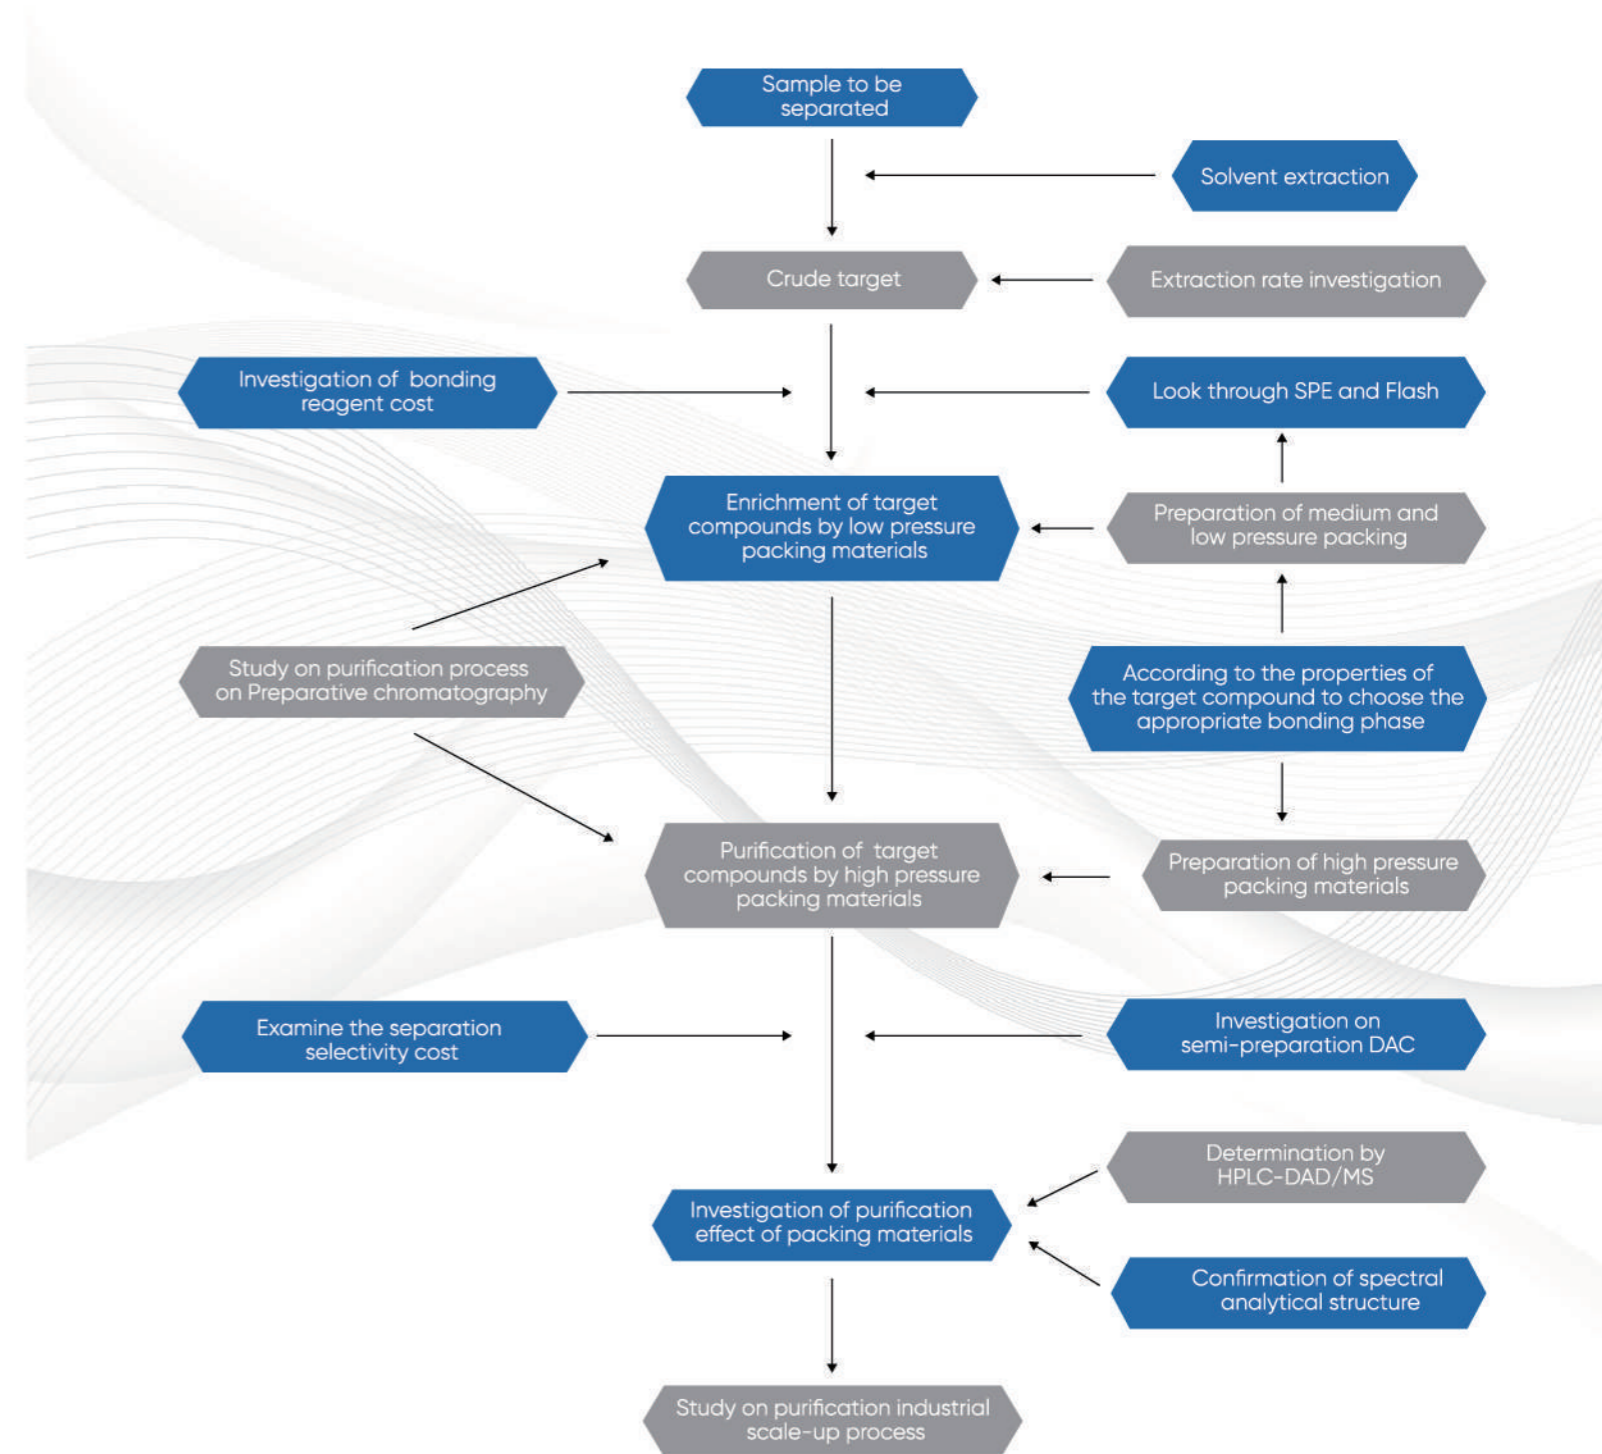 Sample to be
separated
Solvent extraction
Crude target
Extraction rate investigation
Investigation of bonding
reagent cost
Look through SPE and Flash
Enrichment of target
compounds by low pressure
packing materials
Preparation of medium and
low pressure packing
Study on purification process
on Preparative chromatography
According to the properties of
the target compound to choose the
appropriate bonding phase
Purification of target
compounds by high pressure
packing materials
Preparation of high pressure
packing materials
Examine the separation
selectivity cost
Investigation on
semi-preparation DAC
Determination by
HPLC-DAD/MS
Investigation of purification
effect of packing materials
Confirmation of spectral
analytical structure
Study on purification industrial
scale-up process